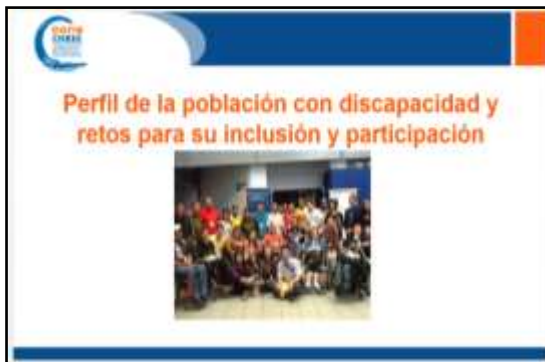 Perfil de la población con discapacidad y
retos para su inclusión y participación